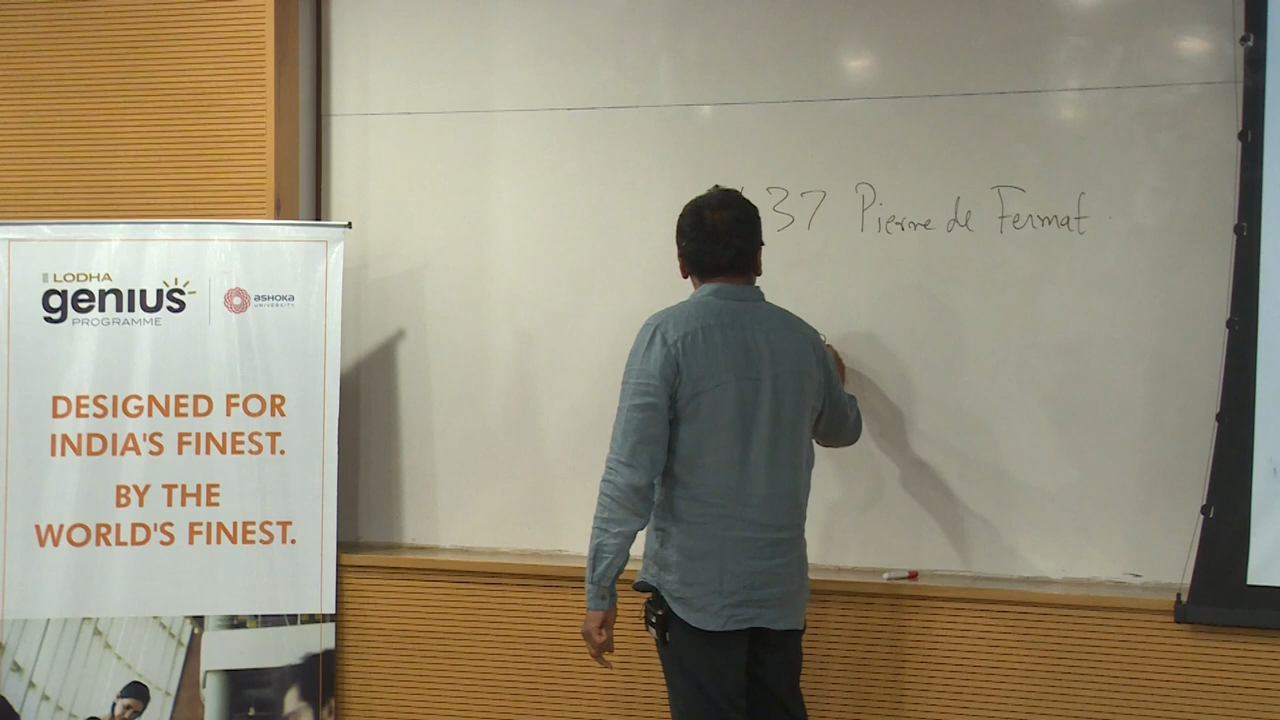 LODHA
genius
PROGRAMME
ASHOKA
UNIVERSITY
DESIGNED FOR
INDIA'S FINEST.
BY THE
WORLD'S FINEST.
37 Pierre de Fermat